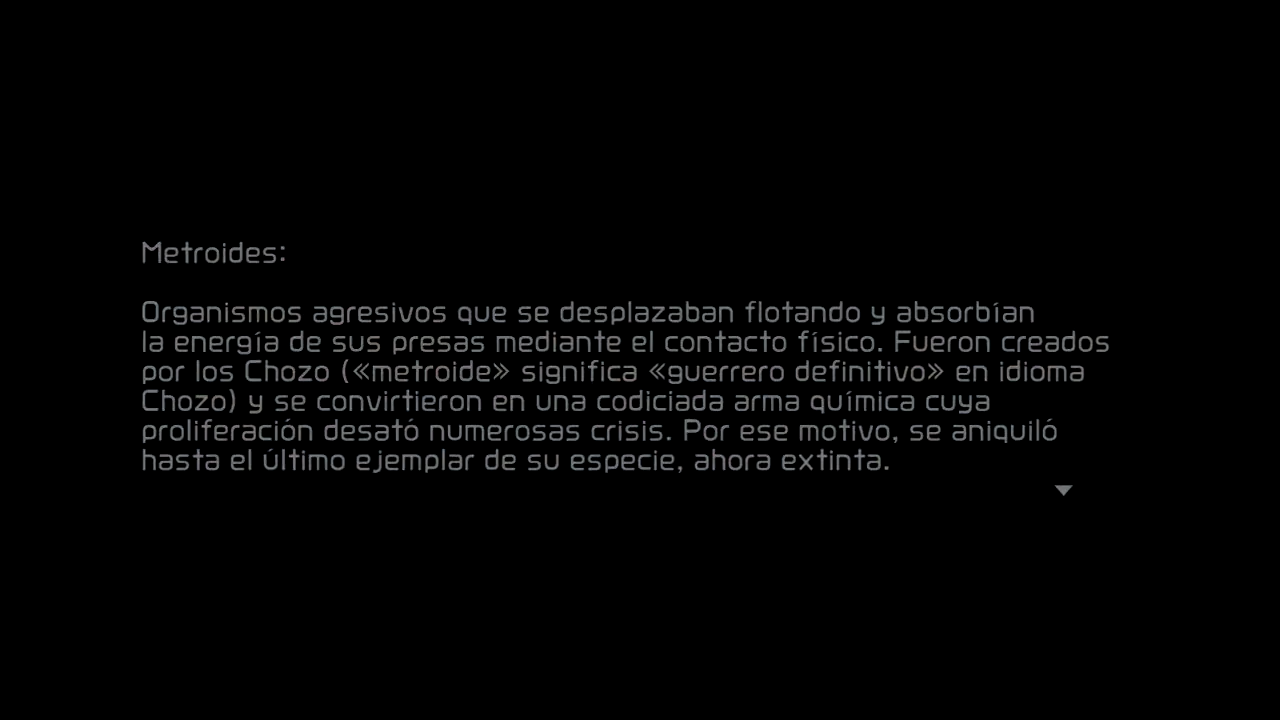 Metroides:
Organismos agresivos que se desplazaban flotando y absorbían
la energía de sus presas mediante el contacto físico. Fueron creados
por los Chozo («metroide» significa «guerrero definitivo» en idioma
Chozo) y se convirtieron en una codiciada arma química cuya
proliferación desató numerosas crisis. Por ese motivo, se aniquiló
hasta el último ejemplar de su especie, ahora extinta.